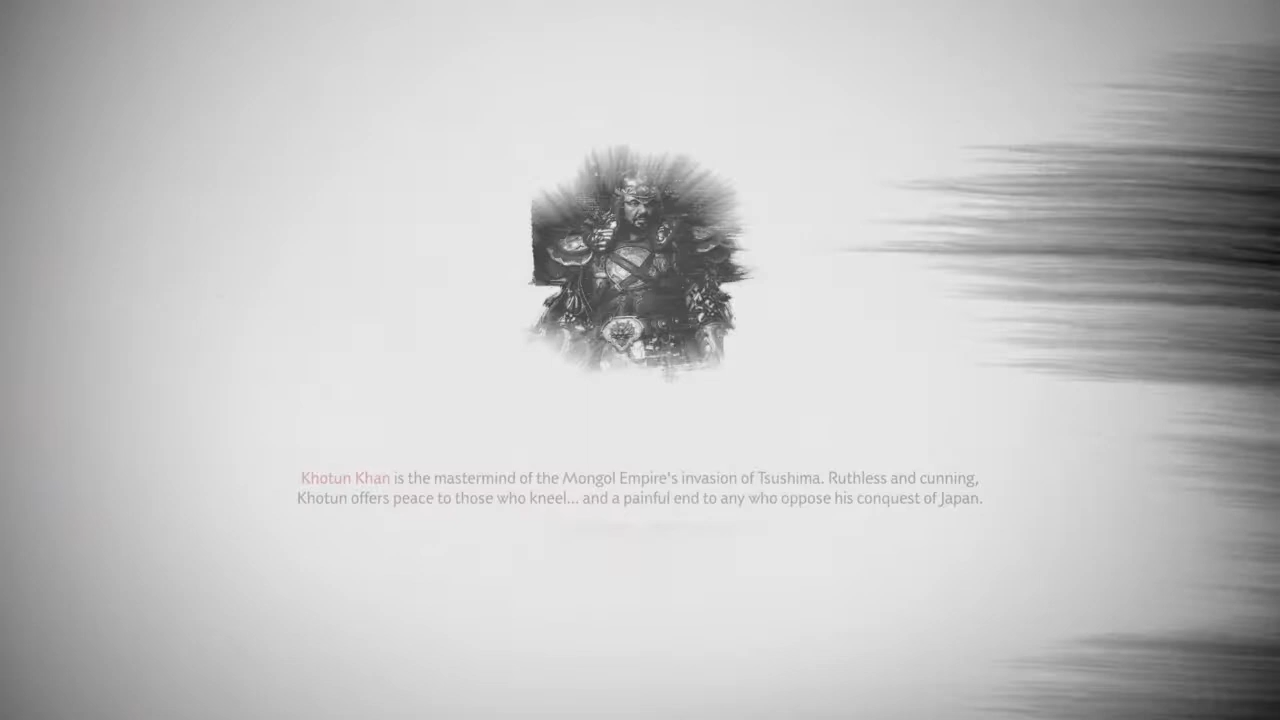 Khotun Khan is the mastermind of the Mongol Empire's invasion of Tsushima. Ruthless and cunning,
Khotun offers peace to those who kneel... and a painful end to any who oppose his conquest of Japan.